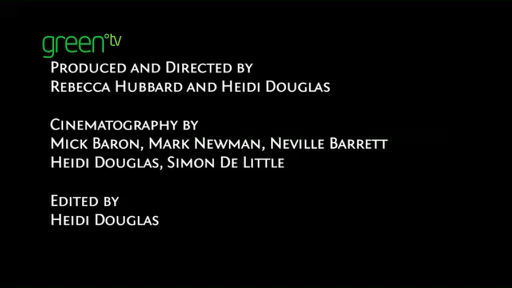 green°tv
PRODUCED AND DIRECTED BY
REBECCA HUBBARD AND HEIDI DOUGLAS
CINEMATOGRAPHY BY
MICK BARON, MARK NEWMAN, NEVILLE BARRETT
HEIDI DOUGLAS, SIMON DE LITTLE
EDITED BY
HEIDI DOUGLAS